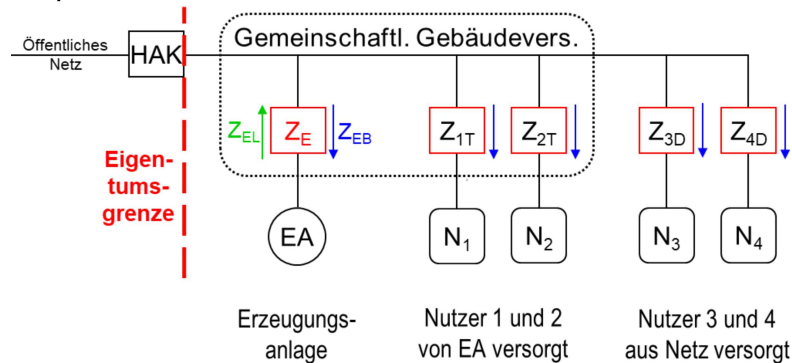 Öffentliches
Netz
HAK
Gemeinschaftl. Gebäudevers.
Z_EL
Z_E
Z_EB
Z_1T
Z_2T
Z_3D
Z_4D
Eigen-
tums-
grenze
EA
N_1
N_2
N_3
N_4
Erzeugungs-
anlage
Nutzer 1 und 2
von EA versorgt
Nutzer 3 und 4
aus Netz versorgt